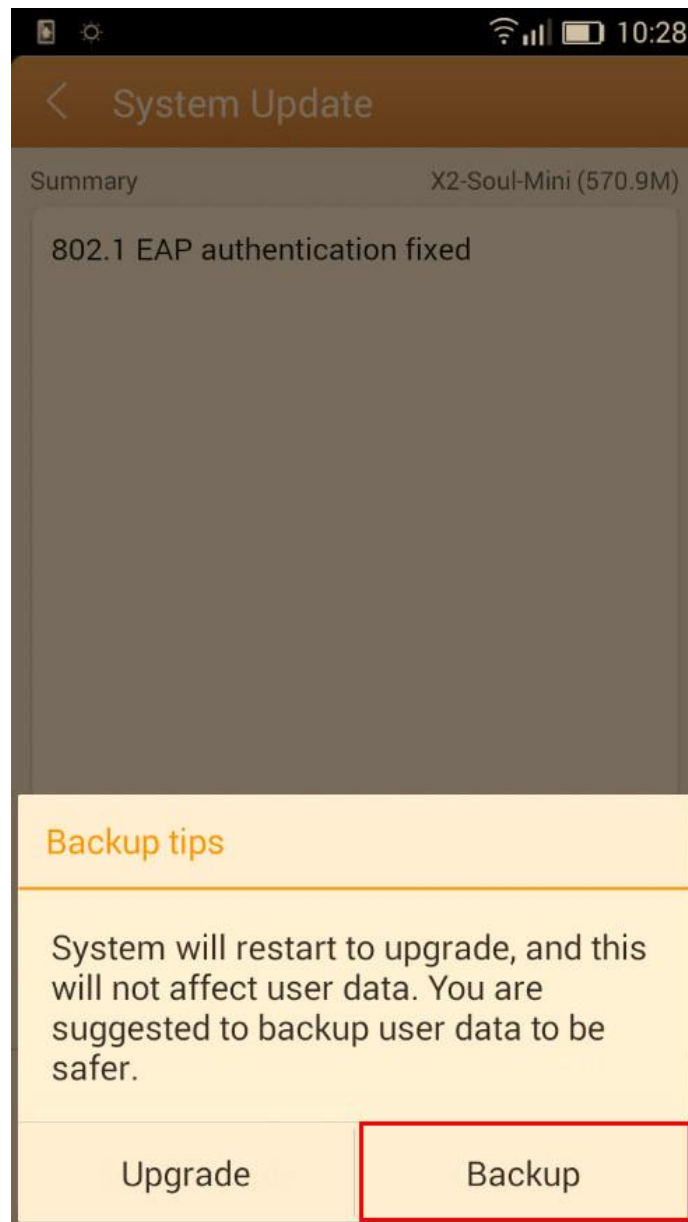 10:28
System Update
Summary X2-Soul-Mini (570.9M)
802.1 EAP authentication fixed
Backup tips
System will restart to upgrade, and this
will not affect user data. You are
suggested to backup user data to be
safer.
Upgrade Backup